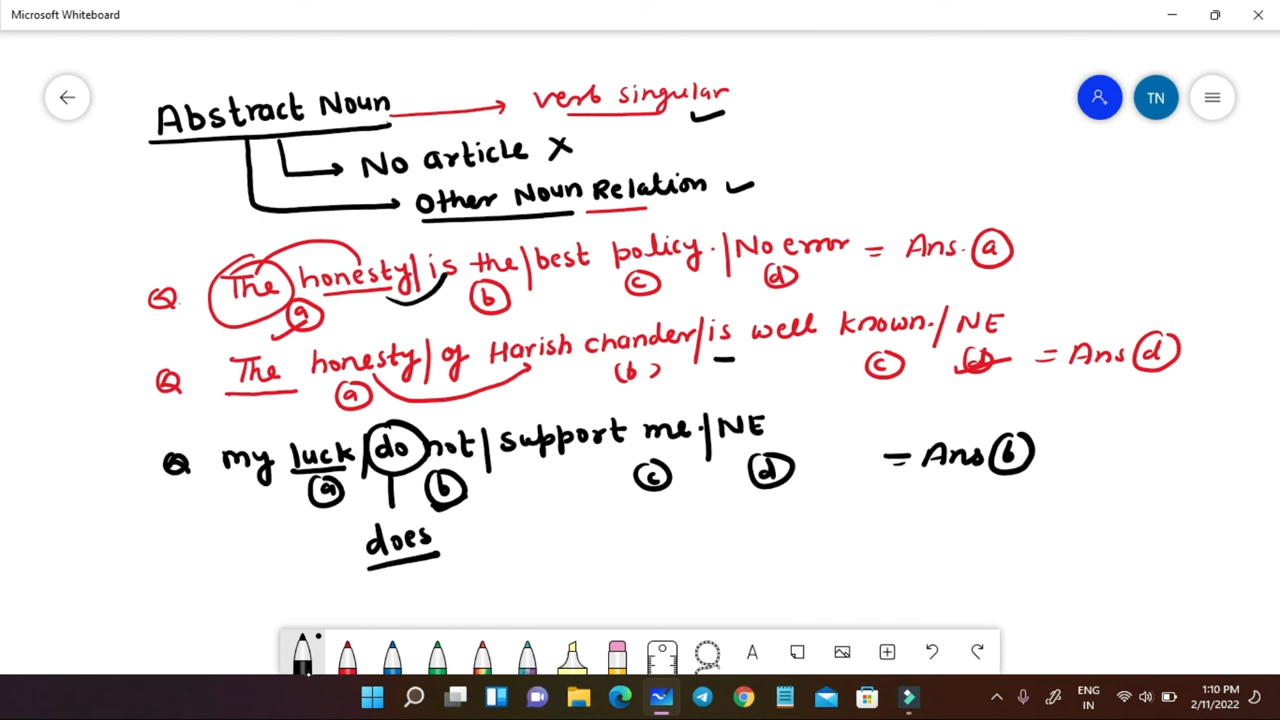 Microsoft Whiteboard
TN
Abstract Noun → verb singular ✓
No article X
Other Noun Relation ✓
Q. The honesty / is the / best policy. / No error = Ans. (a)
(a) (b) (c) (d)
Q The honesty / of Harish chander / is well known. / NE = Ans (d)
(a) (b) (c) (d)
Q my luck / do not / support me. / NE = Ans (b)
(a) (b) (c) (d)
does
A
ENG
IN
1:10 PM
2/11/2022